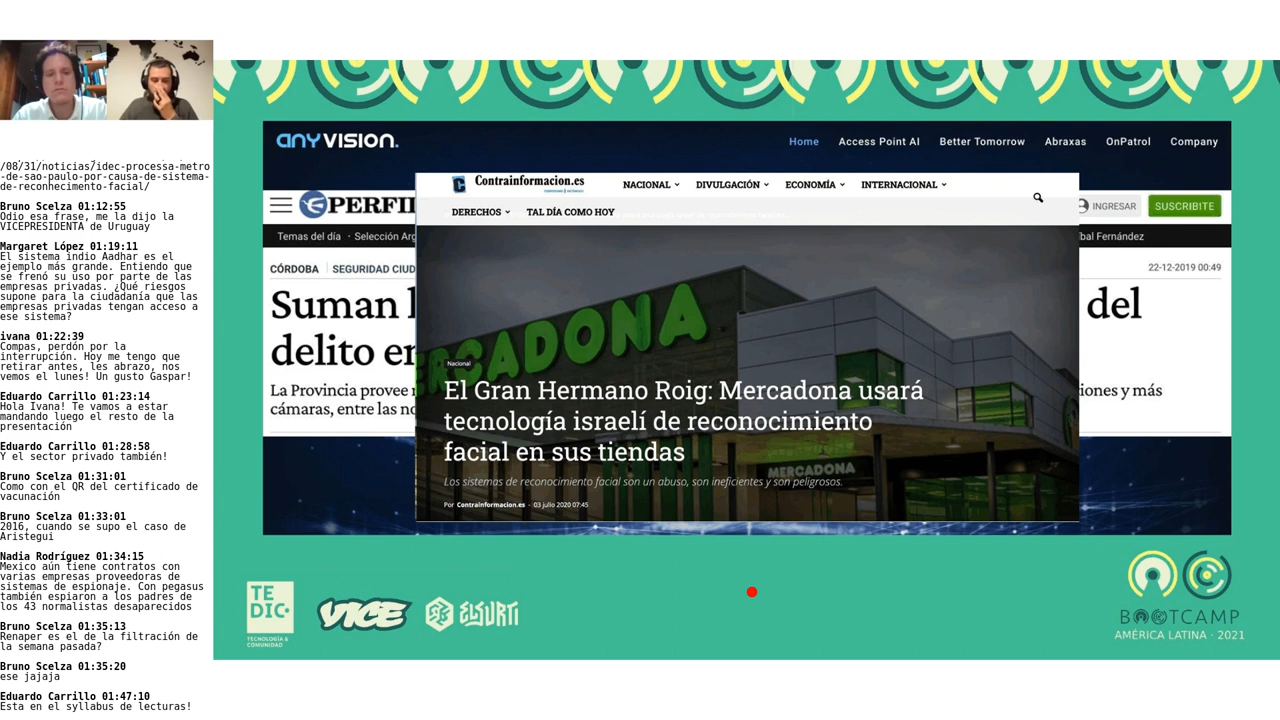 /08/31/noticias/idec-processa-metro
-de-sao-paulo-por-causa-de-sistema-
de-reconhecimento-facial/
Bruno Scelza 01:12:55
Odio esa frase, me la dijo la
VICEPRESIDENTA de Uruguay
Margaret López 01:19:11
El sistema indio Aadhar es el
ejemplo más grande. Entiendo que
se frenó su uso por parte de las
empresas privadas. ¿Qué riesgos
supone para la ciudadanía que las
empresas privadas tengan acceso a
ese sistema?
ivana 01:22:39
Compas, perdón por la
interrupción. Hoy me tengo que
retirar antes, les abrazo, nos
vemos el lunes! Un gusto Gaspar!
Eduardo Carrillo 01:23:14
Hola Ivana! Te vamos a estar
mandando luego el resto de la
presentación
Eduardo Carrillo 01:28:58
Y el sector privado también!
Bruno Scelza 01:31:01
Como con el QR del certificado de
vacunación
Bruno Scelza 01:33:01
2016, cuando se supo el caso de
Aristegui
Nadia Rodríguez 01:34:15
Mexico aún tiene contratos con
varias empresas proveedoras de
sistemas de espionaje. Con pegasus
también espiaron a los padres de
los 43 normalistas desaparecidos
Bruno Scelza 01:35:13
Renaper es el de la filtración de
la semana pasada?
Bruno Scelza 01:35:20
ese jajaja
Eduardo Carrillo 01:47:10
Esta en el syllabus de lecturas!
anyvision.
Home Access Point AI Better Tomorrow Abraxas OnPatrol Company
PERFI
INGRESAR SUSCRIBITE
Temas del día · Selección Arg
bal Fernández
CÓRDOBA SEGURIDAD CIUD
22-12-2019 00:49
Suman
del
delito en
La Provincia provee
iones y más
cámaras, entre las no
Contrainformacion.es
NACIONAL DIVULGACIÓN ECONOMÍA INTERNACIONAL
DERECHOS TAL DÍA COMO HOY
MERCADONA
MERCADONA
Nacional
El Gran Hermano Roig: Mercadona usará
tecnología israelí de reconocimiento
facial en sus tiendas
Los sistemas de reconocimiento facial son un abuso, son ineficientes y son peligrosos.
Por Contrainformacion.es - 03 julio 2020 07:45
TE
DIC
TECNOLOGÍA &
COMUNIDAD
VICE
ELSURTI
BOOTCAMP
AMÉRICA LATINA · 2021